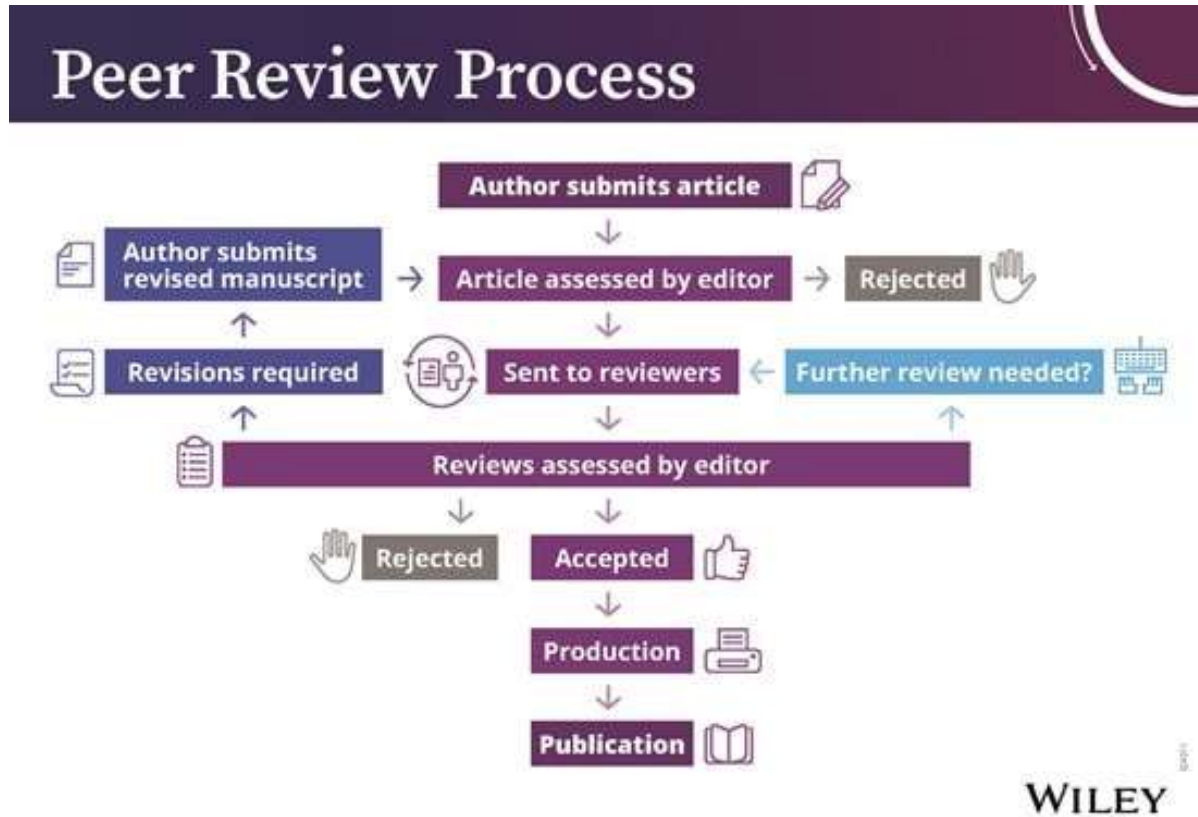 Peer Review Process
Author submits article
Author submits
revised manuscript
Article assessed by editor
Rejected
Revisions required
Sent to reviewers
Further review needed?
Reviews assessed by editor
Rejected
Accepted
Production
Publication
WILEY